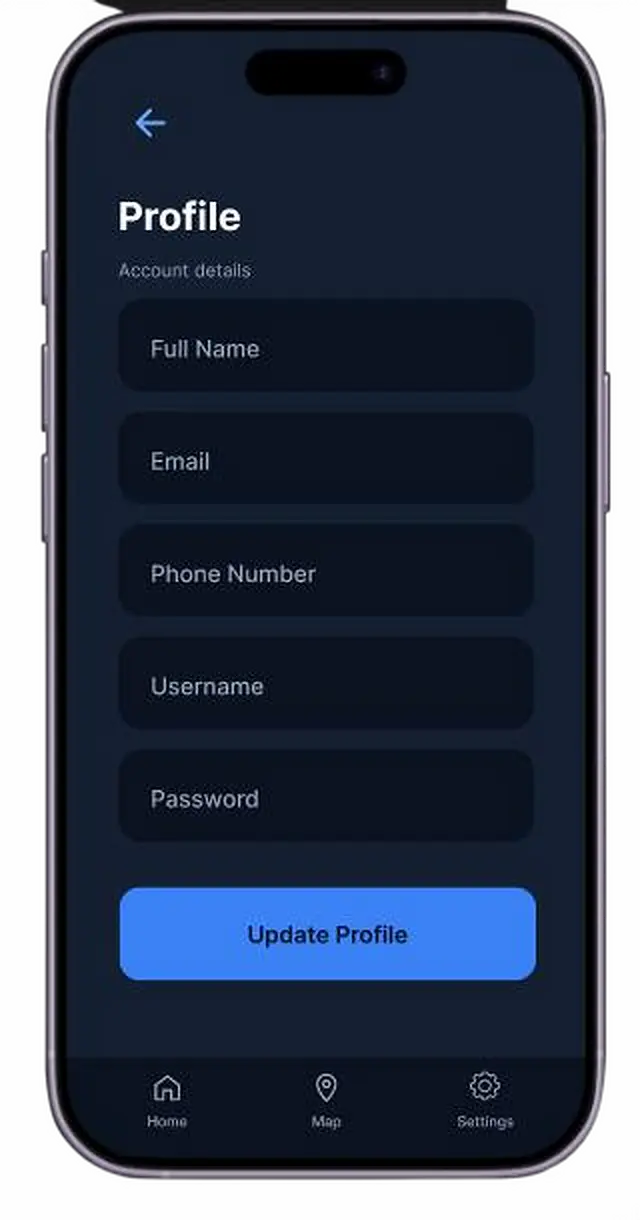 Profile
Account details
Full Name
Email
Phone Number
Username
Password
Update Profile
Home
Map
Settings